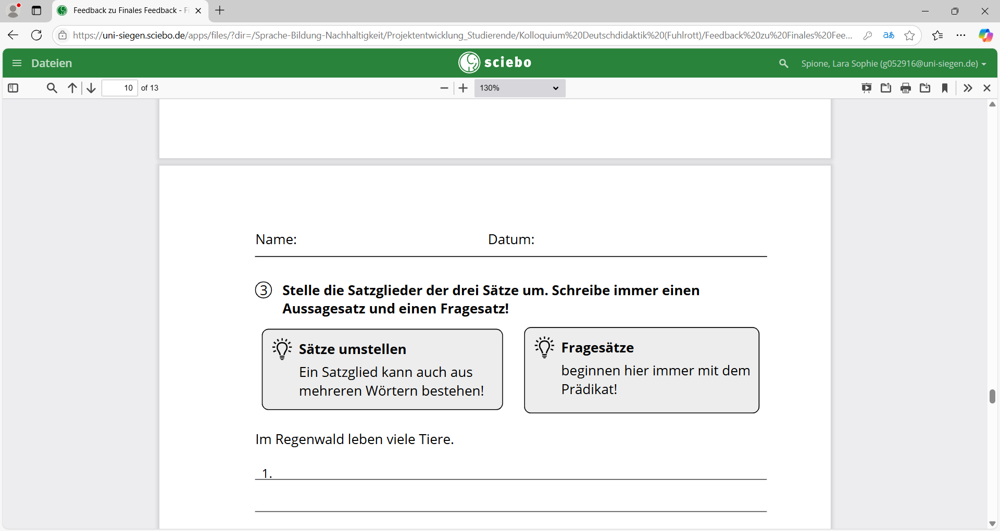 Feedback zu Finales Feedback - Fi
https://uni-siegen.sciebo.de/apps/files/?dir=/Sprache-Bildung-Nachhaltigkeit/Projektentwicklung_Studierende/Kolloquium%20Deutschdidaktik%20(Fuhlrott)/Feedback%20zu%20Finales%20Fee...
Dateien
sciebo
Spione, Lara Sophie (g052916@uni-siegen.de)
10 of 13
130%
Name: Datum:
3 Stelle die Satzglieder der drei Sätze um. Schreibe immer einen
Aussagesatz und einen Fragesatz!
Sätze umstellen
Ein Satzglied kann auch aus
mehreren Wörtern bestehen!
Fragesätze
beginnen hier immer mit dem
Prädikat!
Im Regenwald leben viele Tiere.
1.